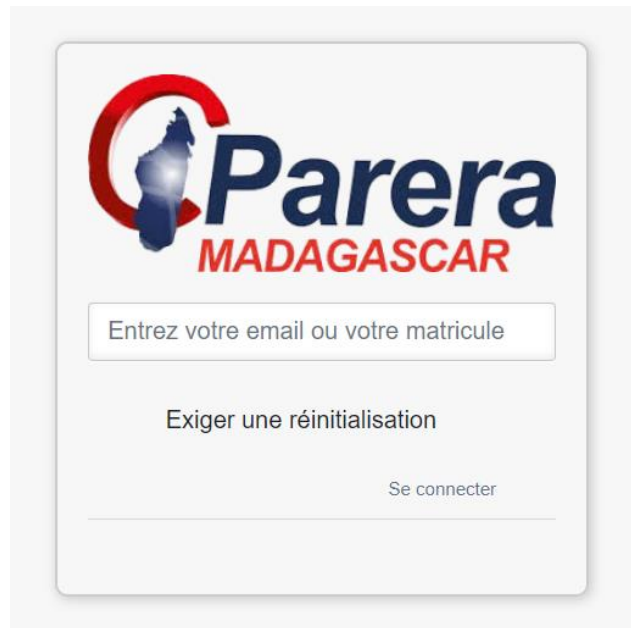 Parera
MADAGASCAR
Entrez votre email ou votre matricule
Exiger une réinitialisation
Se connecter